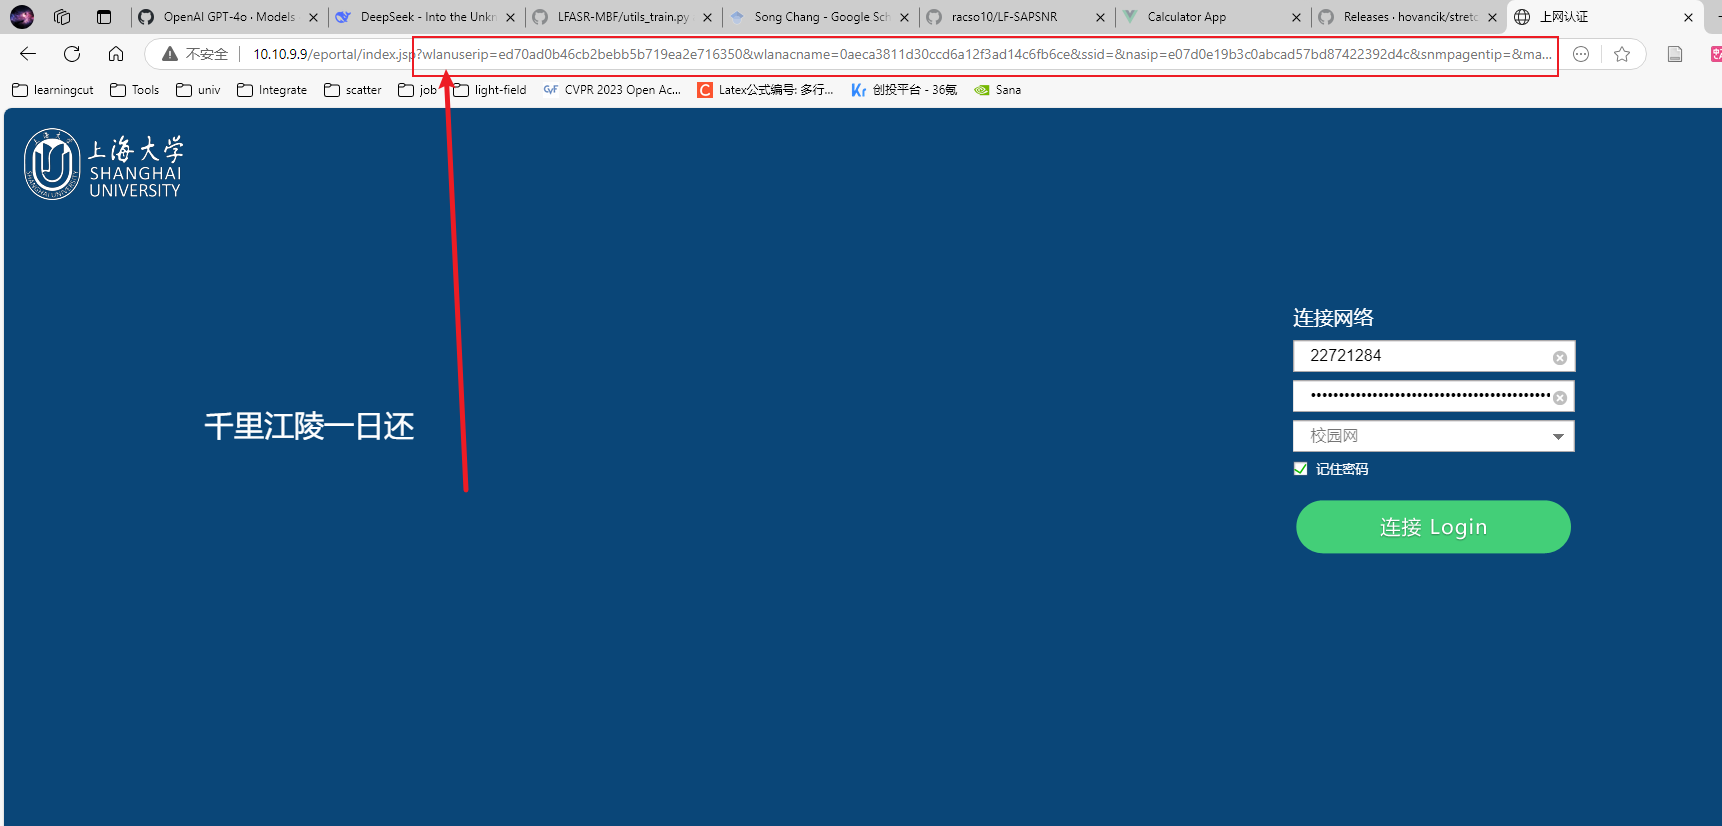 OpenAI GPT-4o · Models
DeepSeek - Into the Unkn
LFASR-MBF/utils_train.py
Song Chang - Google Sch
racso10/LF-SAPSNR
Calculator App
Releases · hovancik/stretc
上网认证
不安全
10.10.9.9/eportal/index.jsp?wlanuserip=ed70ad0b46cb2bebb5b719ea2e716350&wlanacname=0aeca3811d30ccd6a12f3ad14c6fb6ce&ssid=&nasip=e07d0e19b3c0abcad57bd87422392d4c&snmpagentip=&ma...
learningcut
Tools
univ
Integrate
scatter
job
light-field
CVPR 2023 Open Ac...
Latex公式编号: 多行...
创投平台 - 36氪
Sana
上海大学
SHANGHAI
UNIVERSITY
连接网络
22721284
千里江陵一日还
校园网
记住密码
连接 Login